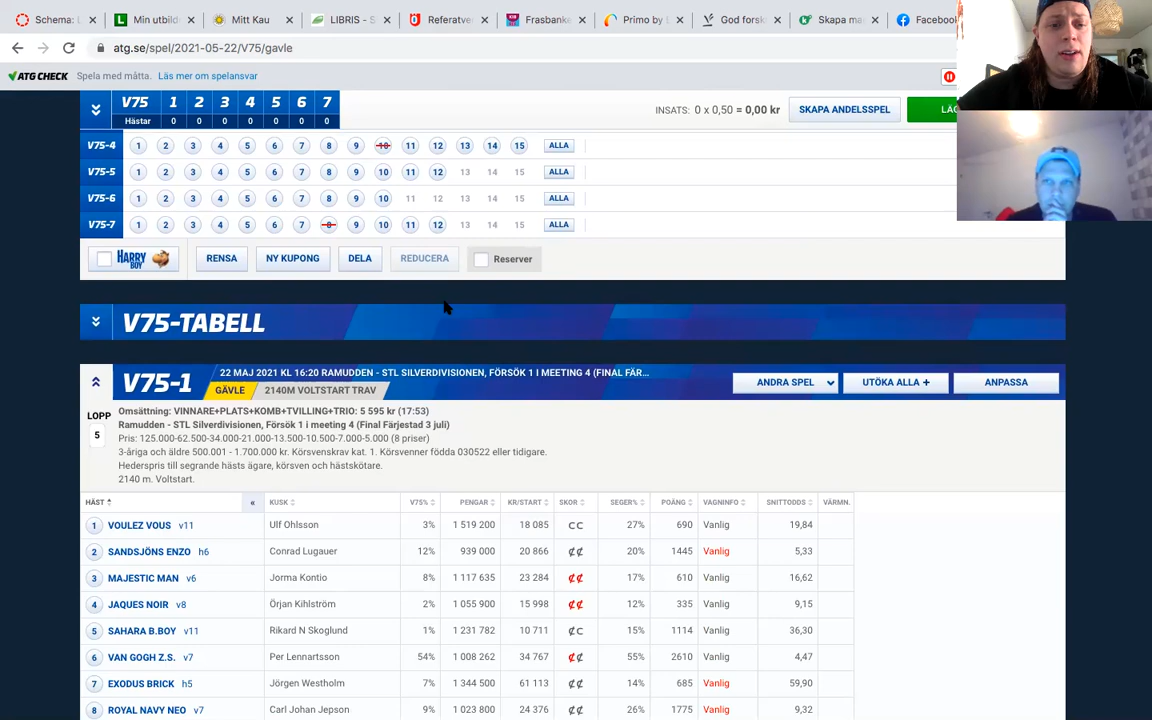 Schema: L
Min utbild
Mitt Kau
LIBRIS - S
Referatver
Frasbanke
Primo by E
God forsk
Skapa ma
Facebook
atg.se/spel/2021-05-22/V75/gavle
ATG CHECK Spela med måtta. Läs mer om spelansvar
V75 1 2 3 4 5 6 7
Hästar 0 0 0 0 0 0 0
INSATS: 0 x 0,50 = 0,00 kr SKAPA ANDELSSPEL LÄG
V75-4 1 2 3 4 5 6 7 8 9 10 11 12 13 14 15 ALLA
V75-5 1 2 3 4 5 6 7 8 9 10 11 12 13 14 15 ALLA
V75-6 1 2 3 4 5 6 7 8 9 10 11 12 13 14 15 ALLA
V75-7 1 2 3 4 5 6 7 8 9 10 11 12 13 14 15 ALLA
HARRY BOY RENSA NY KUPONG DELA REDUCERA Reserver
V75-TABELL
V75-1 22 MAJ 2021 KL 16:20 RAMUDDEN - STL SILVERDIVISIONEN, FÖRSÖK 1 I MEETING 4 (FINAL FÄR...
GÄVLE 2140M VOLTSTART TRAV
ANDRA SPEL UTÖKA ALLA + ANPASSA
LOPP
5
Omsättning: VINNARE+PLATS+KOMB+TVILLING+TRIO: 5 595 kr (17:53)
Ramudden - STL Silverdivisionen, Försök 1 i meeting 4 (Final Färjestad 3 juli)
Pris: 125.000-62.500-34.000-21.000-13.500-10.500-7.000-5.000 (8 priser)
3-åriga och äldre 500.001 - 1.700.000 kr. Körsvenskrav kat. 1. Körsvenner födda 030522 eller tidigare.
Hederspris till segrande hästs ägare, körsven och hästskötare.
2140 m. Voltstart.
HÄST « KUSK V75% PENGAR KR/START SKOR SEGER% POÄNG VAGNINFO SNITTODDS VÄRMN.
1 VOULEZ VOUS v11 Ulf Ohlsson 3% 1 519 200 18 085 C C 27% 690 Vanlig 19,84
2 SANDSJÖNS ENZO h6 Conrad Lugauer 12% 939 000 20 866 ₵ ₵ 20% 1445 Vanlig 5,33
3 MAJESTIC MAN v6 Jorma Kontio 8% 1 117 635 23 284 ₵ ₵ 17% 610 Vanlig 16,62
4 JAQUES NOIR v8 Örjan Kihlström 2% 1 055 900 15 998 ₵ ₵ 12% 335 Vanlig 9,15
5 SAHARA B.BOY v11 Rikard N Skoglund 1% 1 231 782 10 711 ₵ C 15% 1114 Vanlig 36,30
6 VAN GOGH Z.S. v7 Per Lennartsson 54% 1 008 262 34 767 ₵ ₵ 55% 2610 Vanlig 4,47
7 EXODUS BRICK h5 Jörgen Westholm 7% 1 344 500 61 113 ₵ ₵ 14% 685 Vanlig 59,90
8 ROYAL NAVY NEO v7 Carl Johan Jepson 9% 1 023 800 24 376 ₵ ₵ 26% 1775 Vanlig 9,32